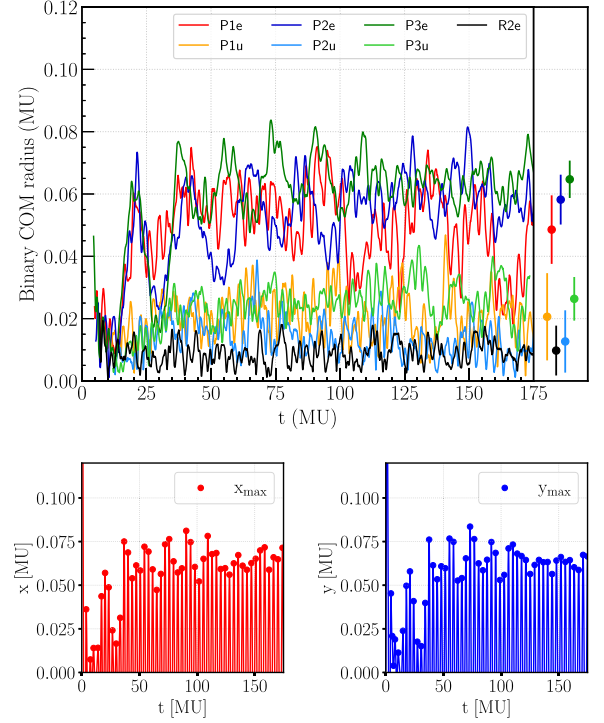 0.12
0.10
0.08
0.06
0.04
0.02
0.00
Binary COM radius (MU)
P1e P2e P3e R2e
P1u P2u P3u
0 25 50 75 100 125 150 175
t (MU)
0.100
0.075
0.050
0.025
0.000
x [MU]
x_max
0 50 100 150
t [MU]
0.100
0.075
0.050
0.025
0.000
y [MU]
y_max
0 50 100 150
t [MU]